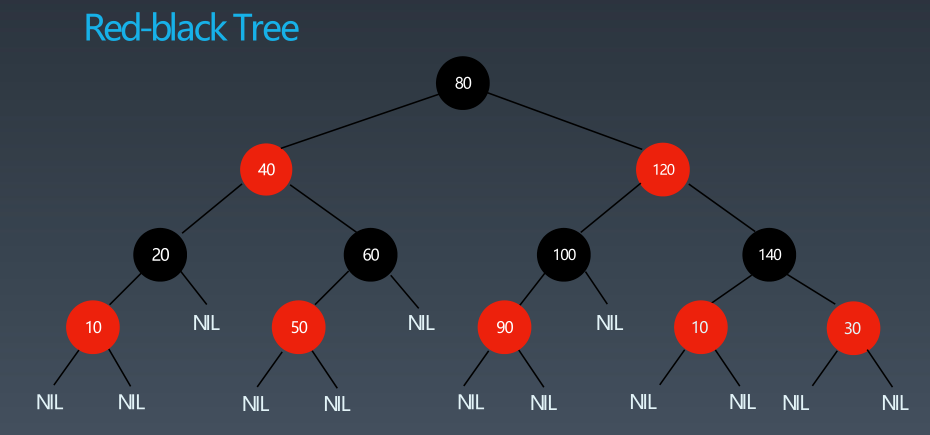 Red-black Tree
80
40
120
20
60
100
140
10
NIL
50
NIL
90
NIL
10
30
NIL
NIL
NIL
NIL
NIL
NIL
NIL
NIL
NIL
NIL